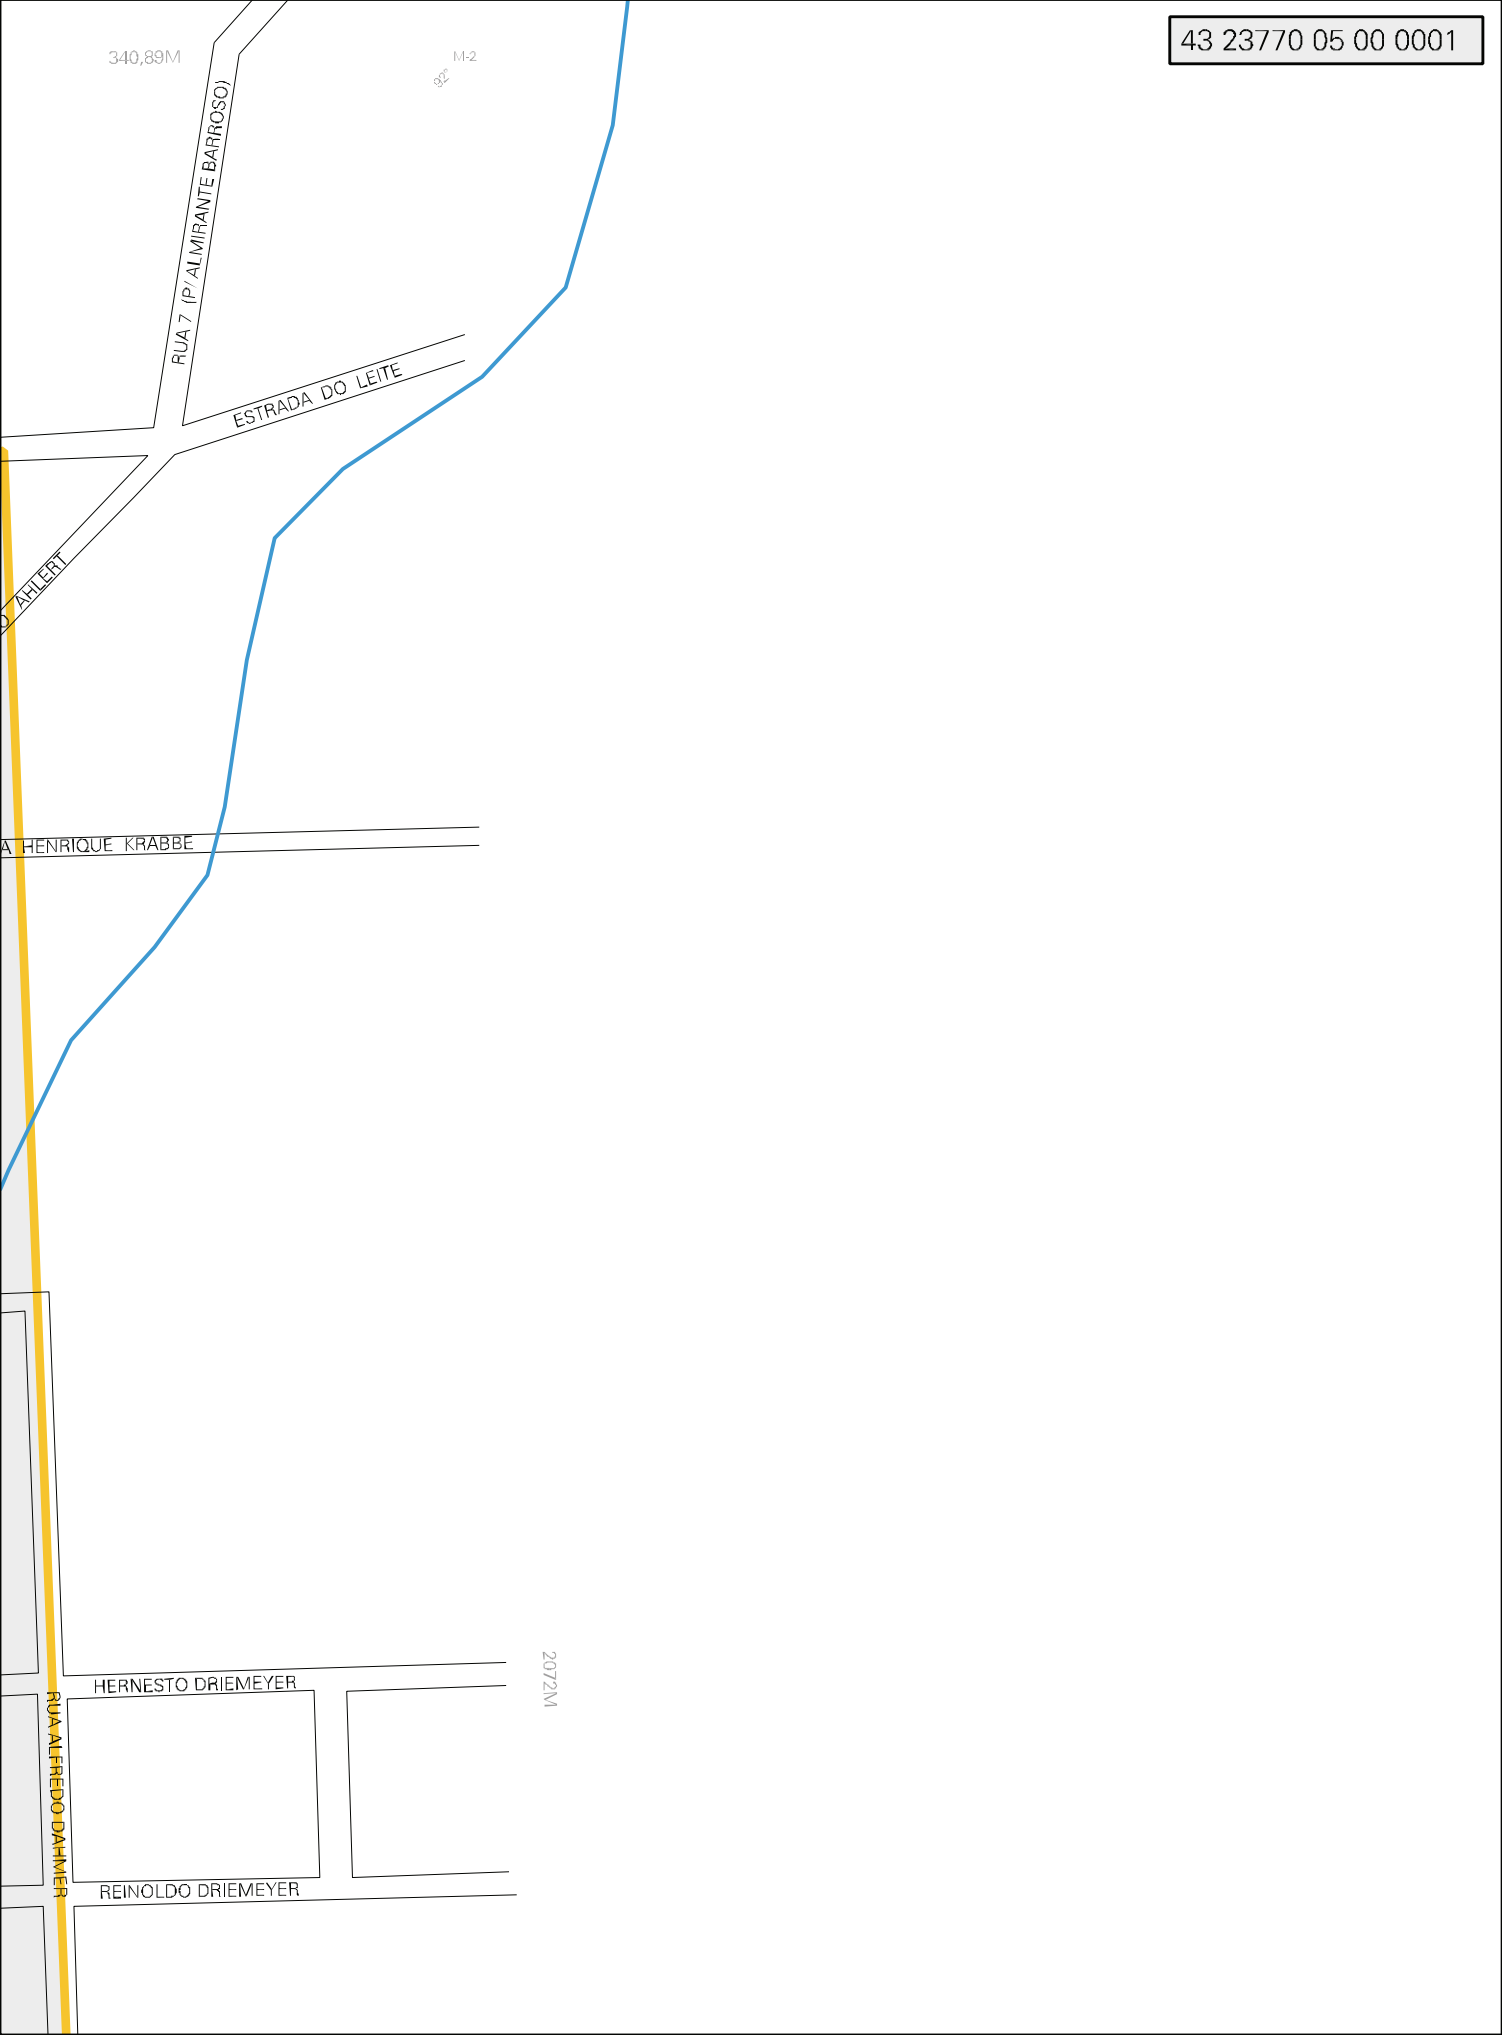 43 23770 05 00 0001
340,89M
M-2
92°
RUA 7 (P/ ALMIRANTE BARROSO)
ESTRADA DO LEITE
O AHLERT
A HENRIQUE KRABBE
2072M
HERNESTO DRIEMEYER
RUA ALFREDO DAHMER
REINOLDO DRIEMEYER